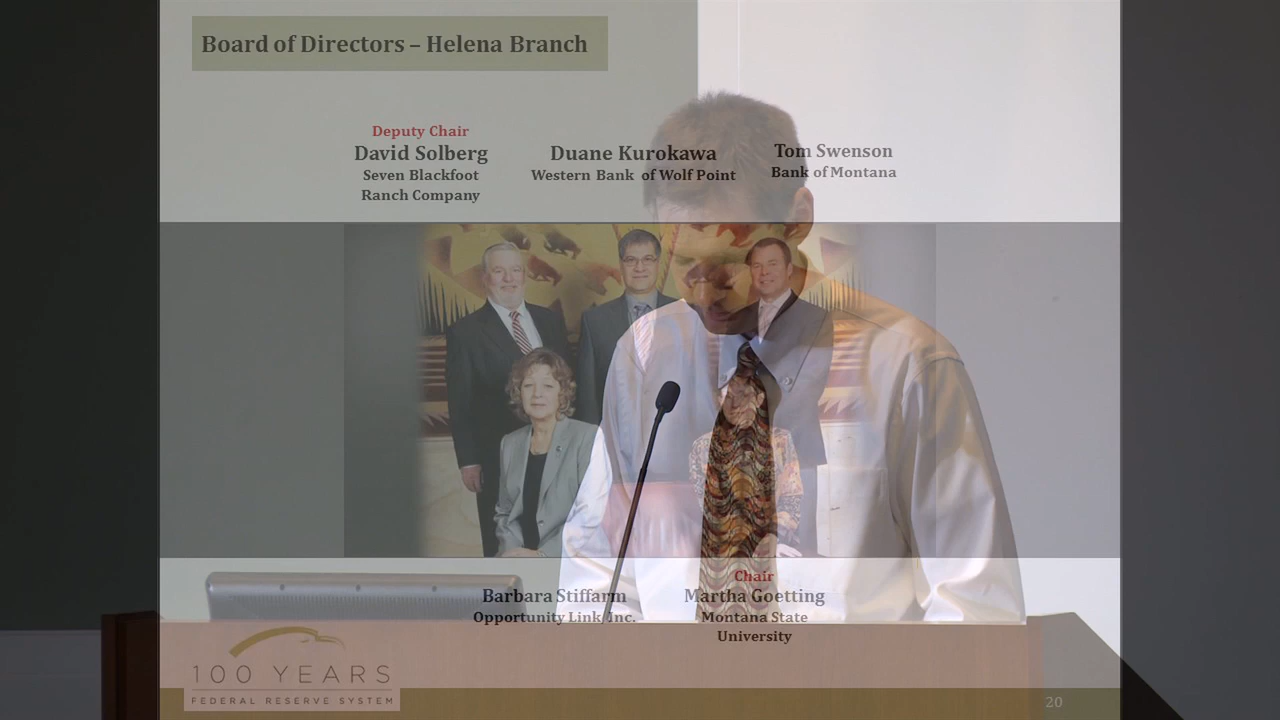 Board of Directors – Helena Branch
Deputy Chair
David Solberg
Seven Blackfoot
Ranch Company
Duane Kurokawa
Western Bank of Wolf Point
Tom Swenson
Bank of Montana
Barbara Stiffarm
Opportunity Link, Inc.
Chair
Martha Goetting
Montana State
University
100 YEARS
FEDERAL RESERVE SYSTEM
20